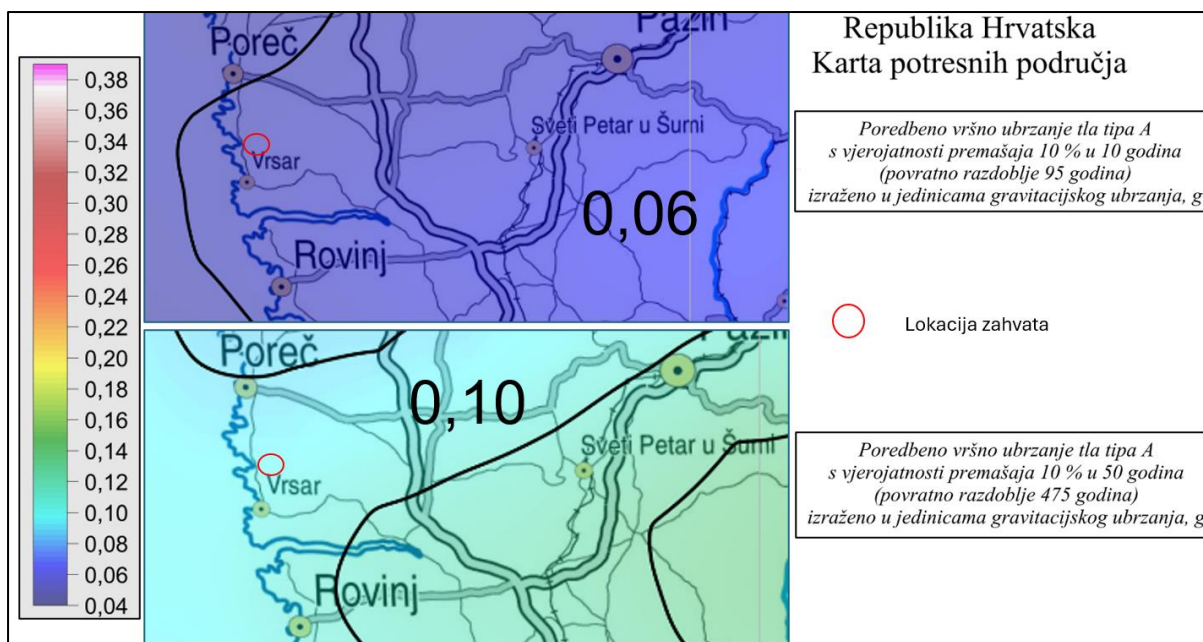 0,38
0,36
0,34
0,32
0,30
0,28
0,26
0,24
0,22
0,20
0,18
0,16
0,14
0,12
0,10
0,08
0,06
0,04
Poreč
Pazin
Sveti Petar u Šumi
Vrsar
0,06
Rovinj
Poreč
0,10
Sveti Petar u Šumi
Vrsar
Rovinj
Republika Hrvatska
Karta potresnih područja
Poredbeno vršno ubrzanje tla tipa A
s vjerojatnosti premašaja 10 % u 10 godina
(povratno razdoblje 95 godina)
izraženo u jedinicama gravitacijskog ubrzanja, g
Lokacija zahvata
Poredbeno vršno ubrzanje tla tipa A
s vjerojatnosti premašaja 10 % u 50 godina
(povratno razdoblje 475 godina)
izraženo u jedinicama gravitacijskog ubrzanja, g